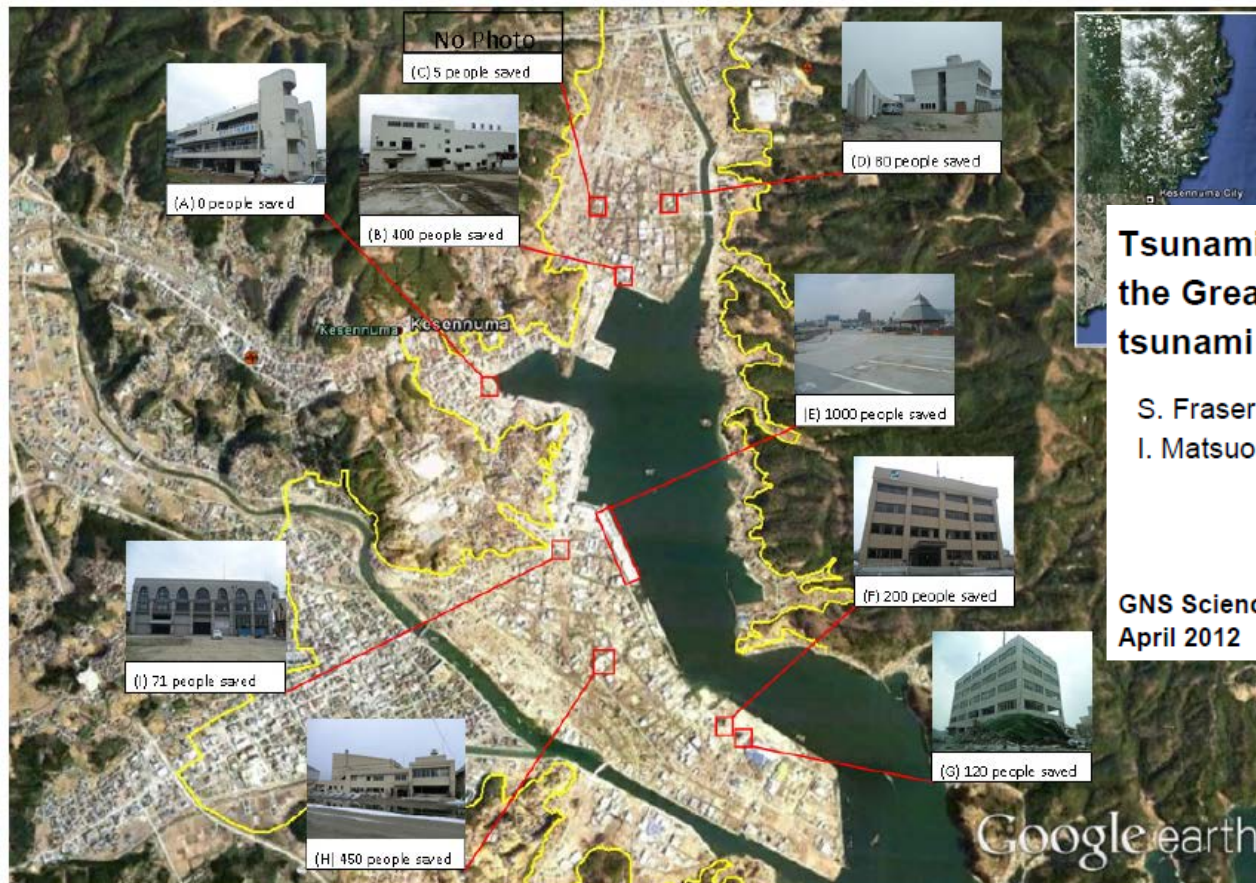 No Photo
(C) 5 people saved
(A) 0 people saved
(B) 400 people saved
(D) 80 people saved
Kesennuma City
Tsunami
the Grea
tsunami
S. Fraser
I. Matsuo
GNS Scienc
April 2012
Kesennuma
Kesennuma
(E) 1000 people saved
(F) 200 people saved
(I) 71 people saved
(G) 120 people saved
(H) 450 people saved
Google earth